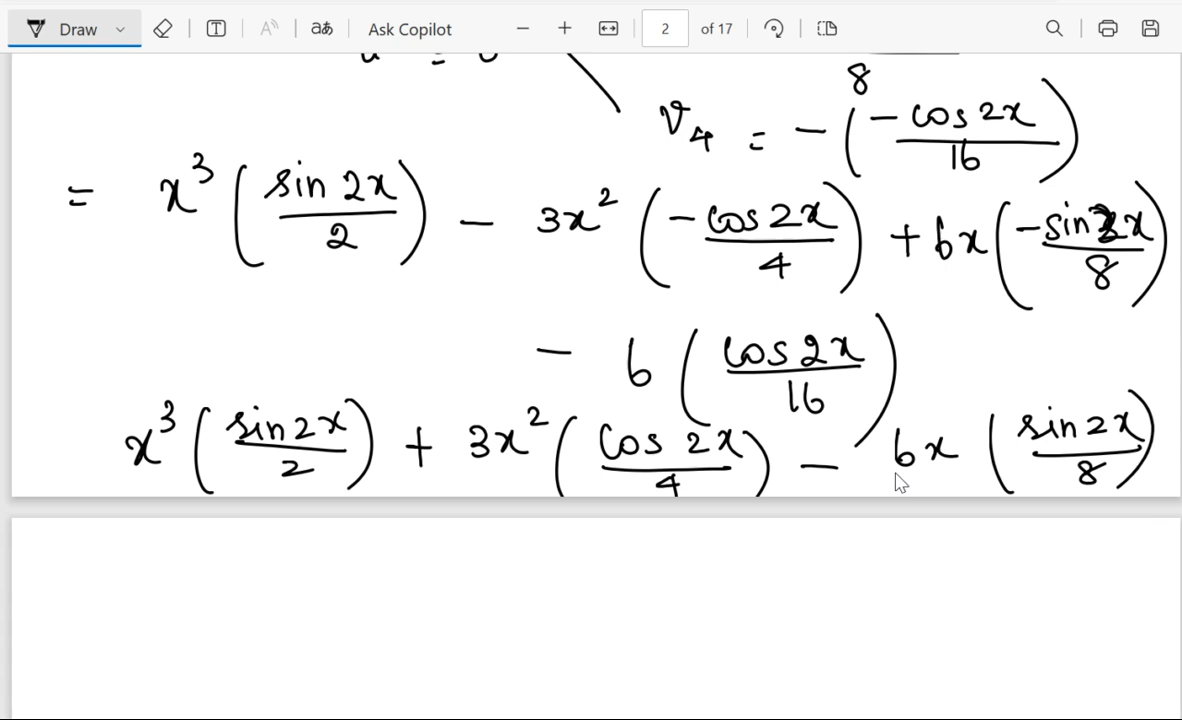 Draw aあ Ask Copilot 2 of 17
8
v₄ = - (-cos 2x / 16)
= x³ (sin 2x / 2) - 3x² (-cos 2x / 4) + 6x (-sin 2x / 8)
- 6 (cos 2x / 16)
x³ (sin 2x / 2) + 3x² (cos 2x / 4) - 6x (sin 2x / 8)